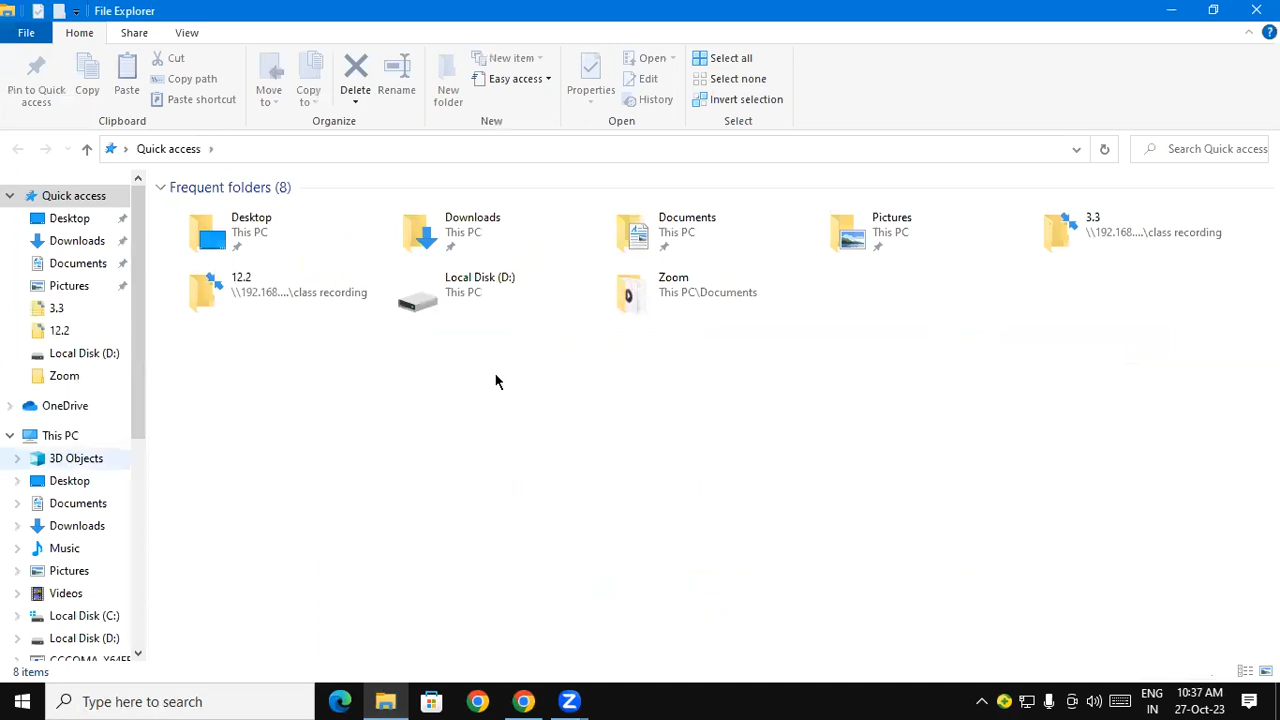 File Explorer
File Home Share View
Pin to Quick access
Copy
Paste
Cut
Copy path
Paste shortcut
Clipboard
Move to
Copy to
Delete
Rename
Organize
New folder
New item
Easy access
New
Properties
Open
Edit
History
Open
Select all
Select none
Invert selection
Select
Quick access
Search Quick access
Quick access
Desktop
Downloads
Documents
Pictures
3.3
12.2
Local Disk (D:)
Zoom
OneDrive
This PC
3D Objects
Desktop
Documents
Downloads
Music
Pictures
Videos
Local Disk (C:)
Local Disk (D:)
Frequent folders (8)
Desktop
This PC
Downloads
This PC
Documents
This PC
Pictures
This PC
3.3
\\192.168....\class recording
12.2
\\192.168....\class recording
Local Disk (D:)
This PC
Zoom
This PC\Documents
8 items
Type here to search
ENG
IN
10:37 AM
27-Oct-23